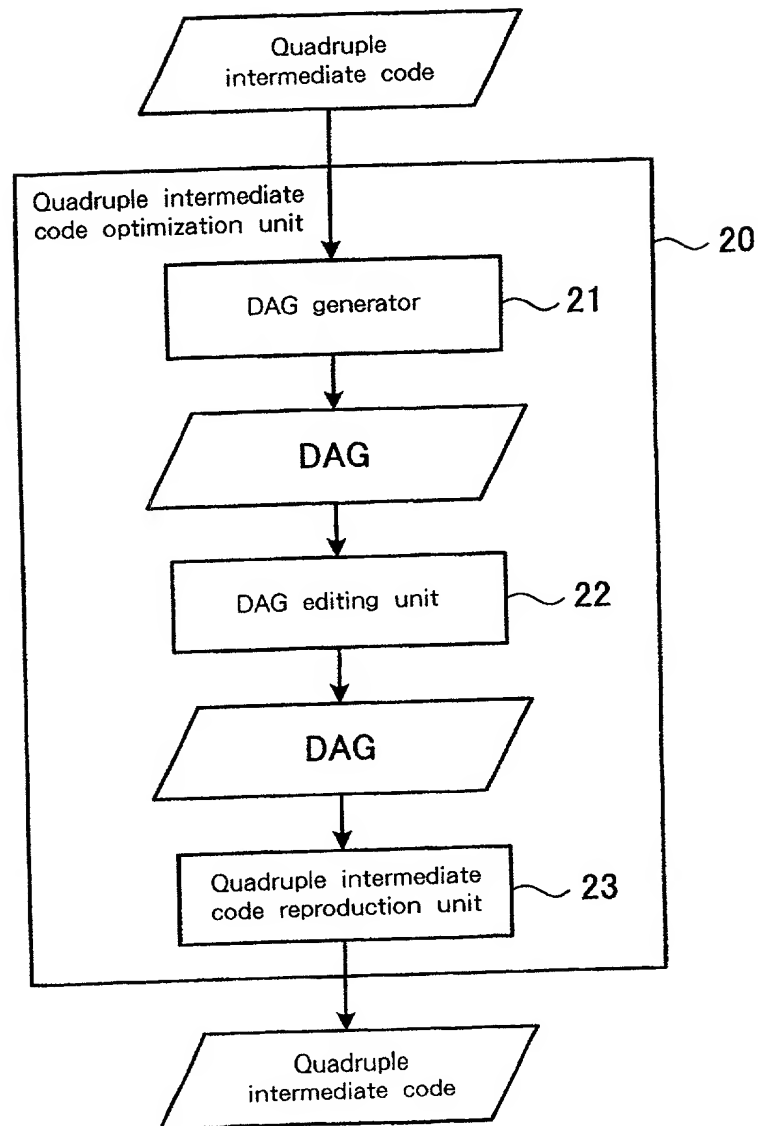 Quadruple
intermediate code
Quadruple intermediate
code optimization unit
20
DAG generator
21
DAG
DAG editing unit
22
DAG
Quadruple intermediate
code reproduction unit
23
Quadruple
intermediate code